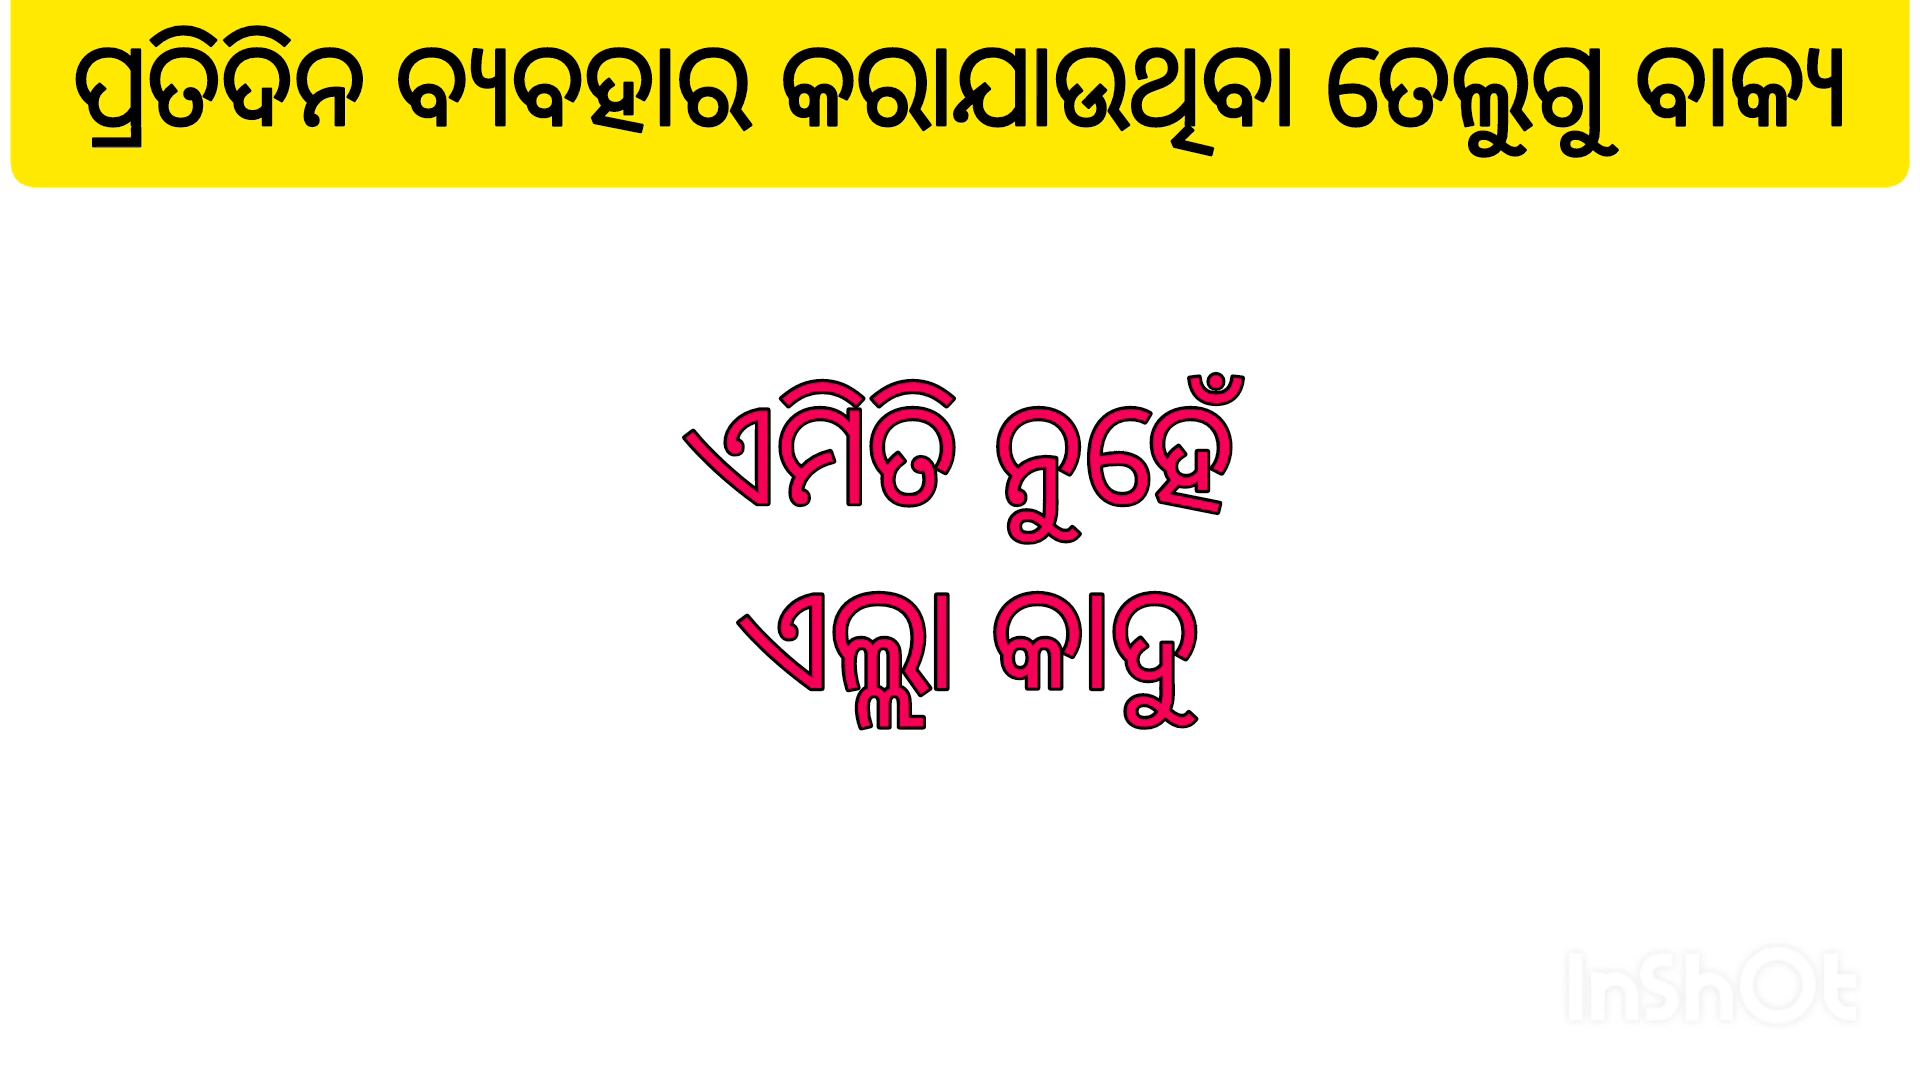 ପ୍ରତିଦିନ ବ୍ୟବହାର କରାଯାଉଥିବା ତେଲୁଗୁ ବାକ୍ୟ
ଏମିତି ନୁହେଁ
ଏଲ୍ଲା କାଦୁ
InShOt